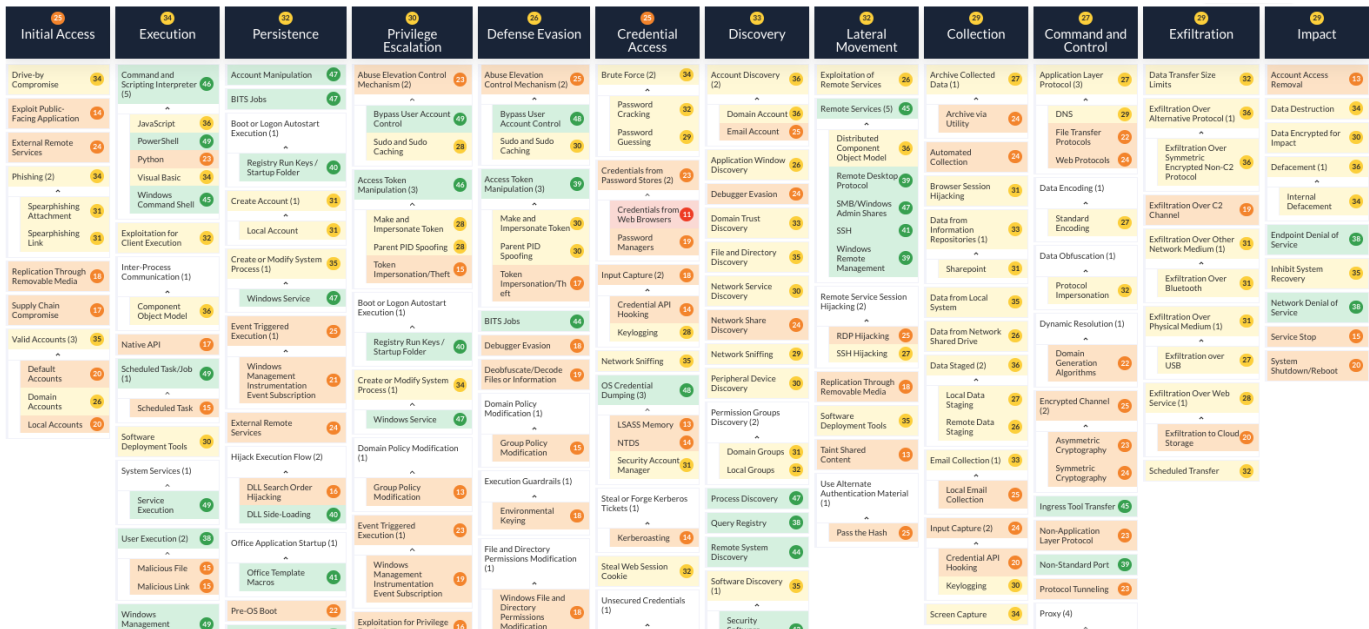 25
Initial Access
Drive-by
Compromise
34
Exploit Public-
Facing Application
14
External Remote
Services
24
Phishing (2)
34
Spearphishing
Attachment
31
Spearphishing
Link
31
Replication Through
Removable Media
18
Supply Chain
Compromise
17
Valid Accounts (3)
35
Default
Accounts
20
Domain
Accounts
26
Local Accounts
20
34
Execution
Command and
Scripting Interpreter
(5)
46
JavaScript
36
PowerShell
49
Python
23
Visual Basic
34
Windows
Command Shell
45
Exploitation for
Client Execution
32
Inter-Process
Communication (1)
Component
Object Model
36
Native API
17
Scheduled Task/Job
(1)
49
Scheduled Task
15
Software
Deployment Tools
30
System Services (1)
Service
Execution
49
User Execution (2)
38
Malicious File
15
Malicious Link
15
Windows
Management
49
32
Persistence
Account Manipulation
47
BITS Jobs
47
Boot or Logon Autostart
Execution (1)
Registry Run Keys /
Startup Folder
40
Create Account (1)
31
Local Account
31
Create or Modify System
Process (1)
35
Windows Service
47
Event Triggered
Execution (1)
25
Windows
Management
Instrumentation
Event Subscription
21
External Remote
Services
24
Hijack Execution Flow (2)
DLL Search Order
Hijacking
16
DLL Side-Loading
40
Office Application Startup (1)
Office Template
Macros
41
Pre-OS Boot
22
30
Privilege
Escalation
Abuse Elevation Control
Mechanism (2)
23
Bypass User Account
Control
49
Sudo and Sudo
Caching
28
Access Token
Manipulation (3)
46
Make and
Impersonate Token
28
Parent PID Spoofing
28
Token
Impersonation/Theft
15
Boot or Logon Autostart
Execution (1)
Registry Run Keys /
Startup Folder
40
Create or Modify System
Process (1)
34
Windows Service
47
Domain Policy Modification
(1)
Group Policy
Modification
13
Event Triggered
Execution (1)
23
Windows
Management
Instrumentation
Event Subscription
19
Exploitation for Privilege
26
Defense Evasion
Abuse Elevation
Control Mechanism (2)
25
Bypass User
Account Control
48
Sudo and Sudo
Caching
30
Access Token
Manipulation (3)
39
Make and
Impersonate Token
30
Parent PID
Spoofing
30
Token
Impersonation/Th
eft
17
BITS Jobs
44
Debugger Evasion
18
Deobfuscate/Decode
Files or Information
19
Domain Policy
Modification (1)
Group Policy
Modification
15
Execution Guardrails (1)
Environmental
Keying
18
File and Directory
Permissions Modification
(1)
Windows File and
Directory
Permissions
Modification
18
25
Credential
Access
Brute Force (2)
34
Password
Cracking
32
Password
Guessing
29
Credentials from
Password Stores (2)
23
Credentials from
Web Browsers
11
Password
Managers
19
Input Capture (2)
18
Credential API
Hooking
14
Keylogging
28
Network Sniffing
35
OS Credential
Dumping (3)
48
LSASS Memory
13
NTDS
14
Security Account
Manager
31
Steal or Forge Kerberos
Tickets (1)
Kerberoasting
14
Steal Web Session
Cookie
32
Unsecured Credentials
(1)
33
Discovery
Account Discovery
(2)
36
Domain Account
36
Email Account
25
Application Window
Discovery
26
Debugger Evasion
24
Domain Trust
Discovery
33
File and Directory
Discovery
35
Network Service
Discovery
30
Network Share
Discovery
24
Network Sniffing
29
Peripheral Device
Discovery
30
Permission Groups
Discovery (2)
Domain Groups
31
Local Groups
32
Process Discovery
47
Query Registry
38
Remote System
Discovery
44
Software Discovery
(1)
35
Security
32
Lateral
Movement
Exploitation of
Remote Services
26
Remote Services (5)
45
Distributed
Component
Object Model
36
Remote Desktop
Protocol
39
SMB/Windows
Admin Shares
47
SSH
41
Windows
Remote
Management
39
Remote Service Session
Hijacking (2)
RDP Hijacking
25
SSH Hijacking
27
Replication Through
Removable Media
18
Software
Deployment Tools
35
Taint Shared
Content
13
Use Alternate
Authentication Material
(1)
Pass the Hash
25
29
Collection
Archive Collected
Data (1)
27
Archive via
Utility
24
Automated
Collection
24
Browser Session
Hijacking
31
Data from
Information
Repositories (1)
33
Sharepoint
31
Data from Local
System
35
Data from Network
Shared Drive
26
Data Staged (2)
36
Local Data
Staging
27
Remote Data
Staging
26
Email Collection (1)
33
Local Email
Collection
25
Input Capture (2)
24
Credential API
Hooking
20
Keylogging
30
Screen Capture
34
27
Command and
Control
Application Layer
Protocol (3)
27
DNS
29
File Transfer
Protocols
22
Web Protocols
24
Data Encoding (1)
Standard
Encoding
27
Data Obfuscation (1)
Protocol
Impersonation
32
Dynamic Resolution (1)
Domain
Generation
Algorithms
22
Encrypted Channel
(2)
25
Asymmetric
Cryptography
23
Symmetric
Cryptography
24
Ingress Tool Transfer
45
Non-Application
Layer Protocol
23
Non-Standard Port
39
Protocol Tunneling
23
Proxy (4)
29
Exfiltration
Data Transfer Size
Limits
32
Exfiltration Over
Alternative Protocol (1)
36
Exfiltration Over
Symmetric
Encrypted Non-C2
Protocol
36
Exfiltration Over C2
Channel
19
Exfiltration Over Other
Network Medium (1)
31
Exfiltration Over
Bluetooth
31
Exfiltration Over
Physical Medium (1)
31
Exfiltration over
USB
27
Exfiltration Over Web
Service (1)
28
Exfiltration to Cloud
Storage
20
Scheduled Transfer
32
29
Impact
Account Access
Removal
13
Data Destruction
34
Data Encrypted for
Impact
30
Defacement (1)
36
Internal
Defacement
34
Endpoint Denial of
Service
38
Inhibit System
Recovery
35
Network Denial of
Service
38
Service Stop
15
System
Shutdown/Reboot
20